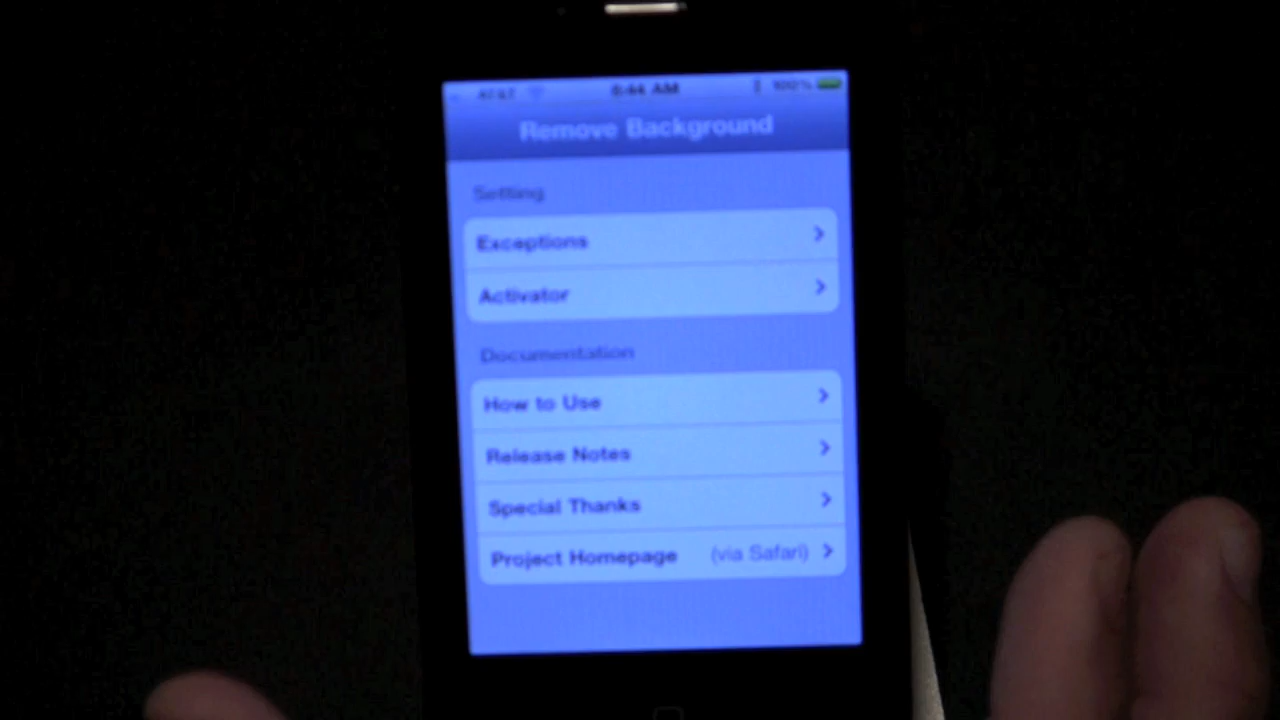 AT&T 8:44 AM 100%
Remove Background
Setting
Exceptions
Activator
Documentation
How to Use
Release Notes
Special Thanks
Project Homepage (via Safari)